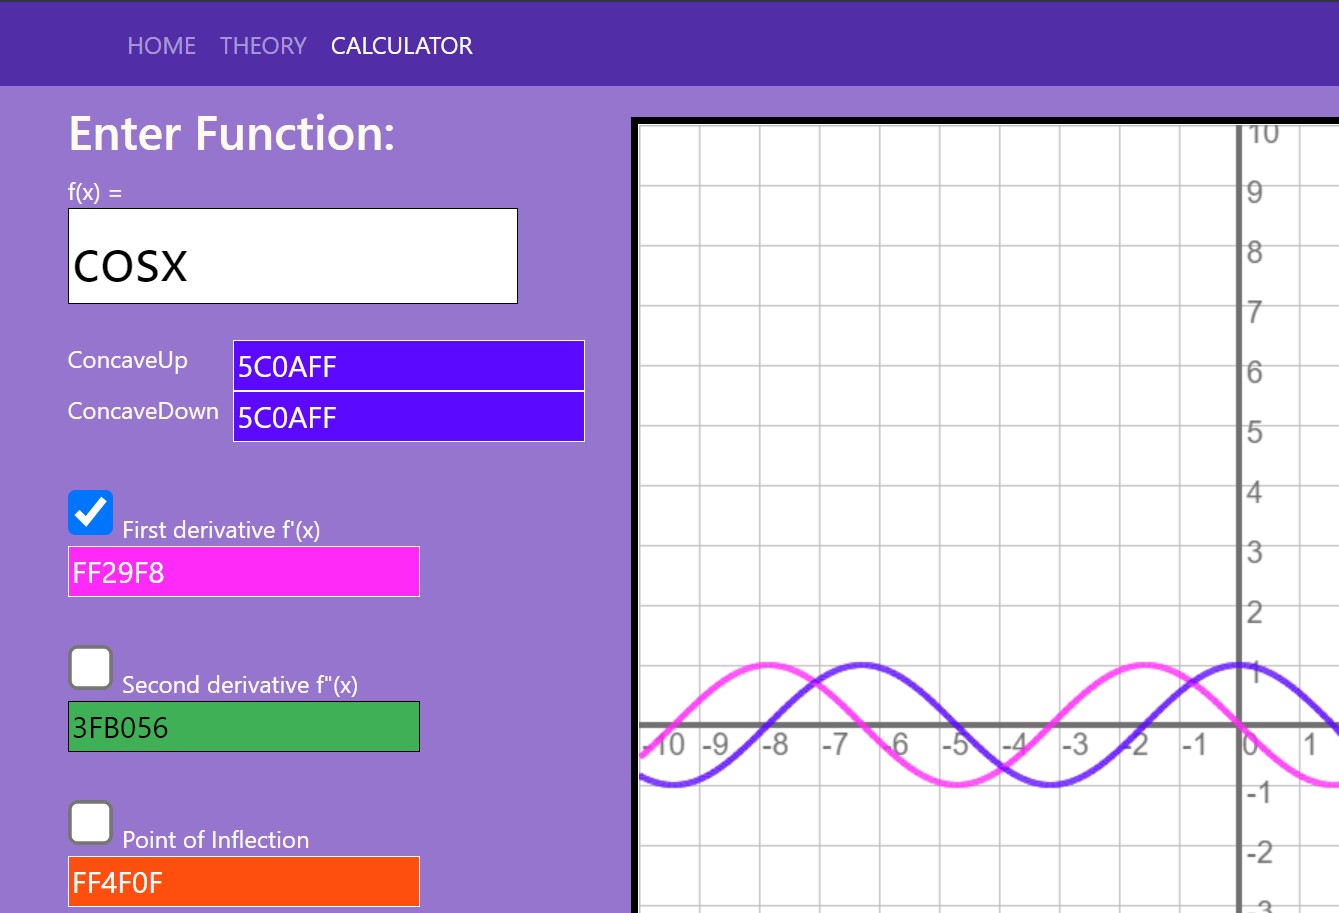 HOME THEORY CALCULATOR
Enter Function:
f(x) =
cosx
ConcaveUp 5C0AFF
ConcaveDown 5C0AFF
First derivative f'(x)
FF29F8
Second derivative f"(x)
3FB056
Point of Inflection
FF4F0F
10
9
8
7
6
5
4
3
2
1
-10 -9 -8 -7 -6 -5 -4 -3 -2 -1 0 1
-1
-2
-3